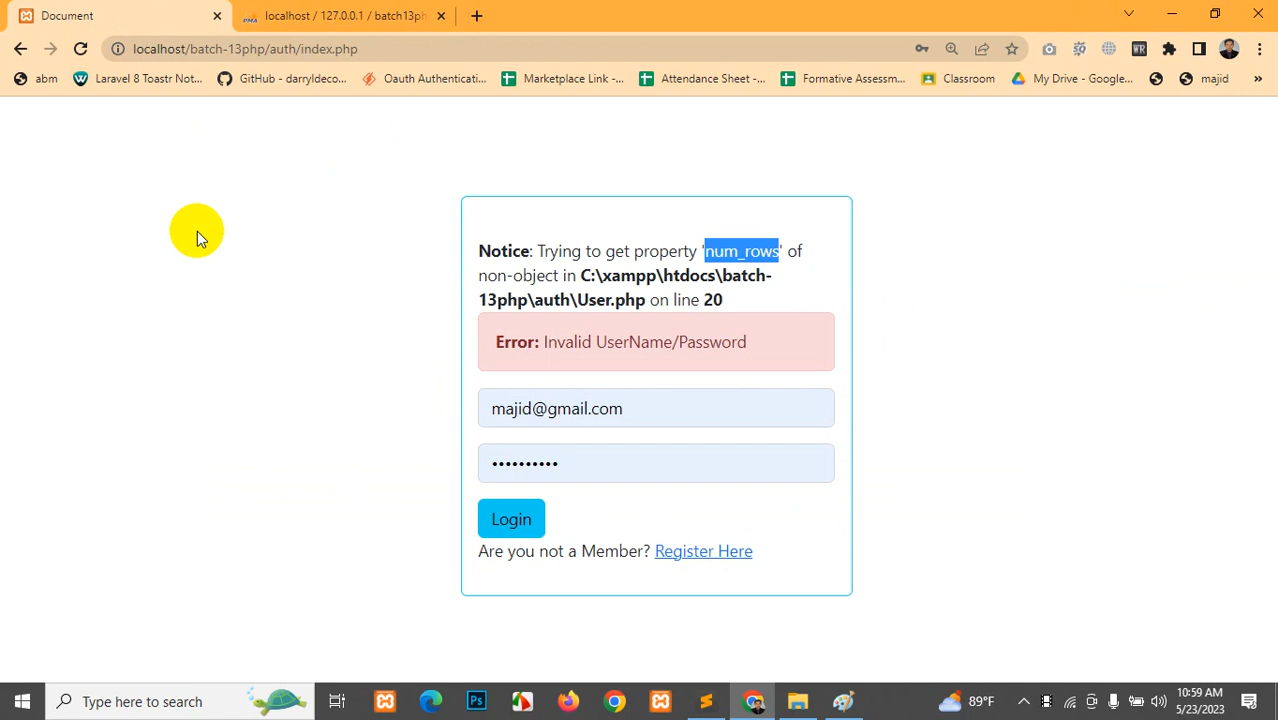 Document
localhost / 127.0.0.1 / batch13ph
localhost/batch-13php/auth/index.php
abm
Laravel 8 Toastr Not...
GitHub - darryldeco...
Oauth Authenticati...
Marketplace Link -...
Attendance Sheet -...
Formative Assessm...
Classroom
My Drive - Google...
majid
»
Notice: Trying to get property 'num_rows' of
non-object in C:\xampp\htdocs\batch-
13php\auth\User.php on line 20
Error: Invalid UserName/Password
majid@gmail.com
••••••••••
Login
Are you not a Member? Register Here
Type here to search
Ps
89°F
10:59 AM
5/23/2023